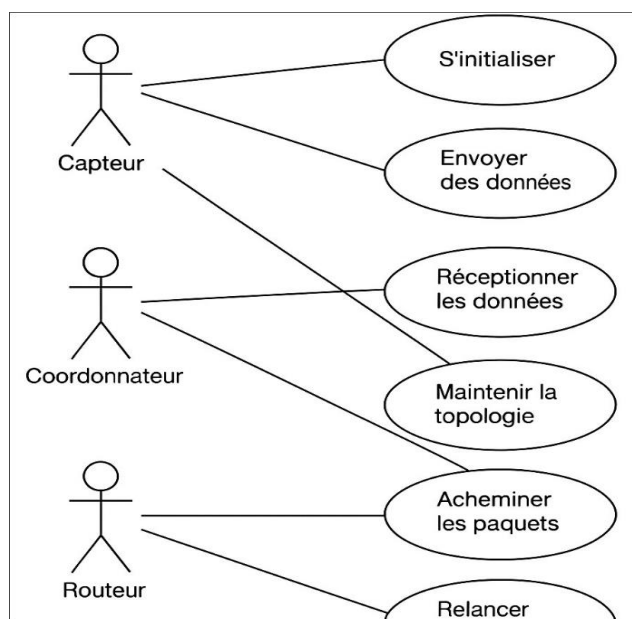 S'initialiser
Envoyer
des données
Capteur
Réceptionner
les données
Coordonnateur
Maintenir la
topologie
Acheminer
les paquets
Routeur
Relancer